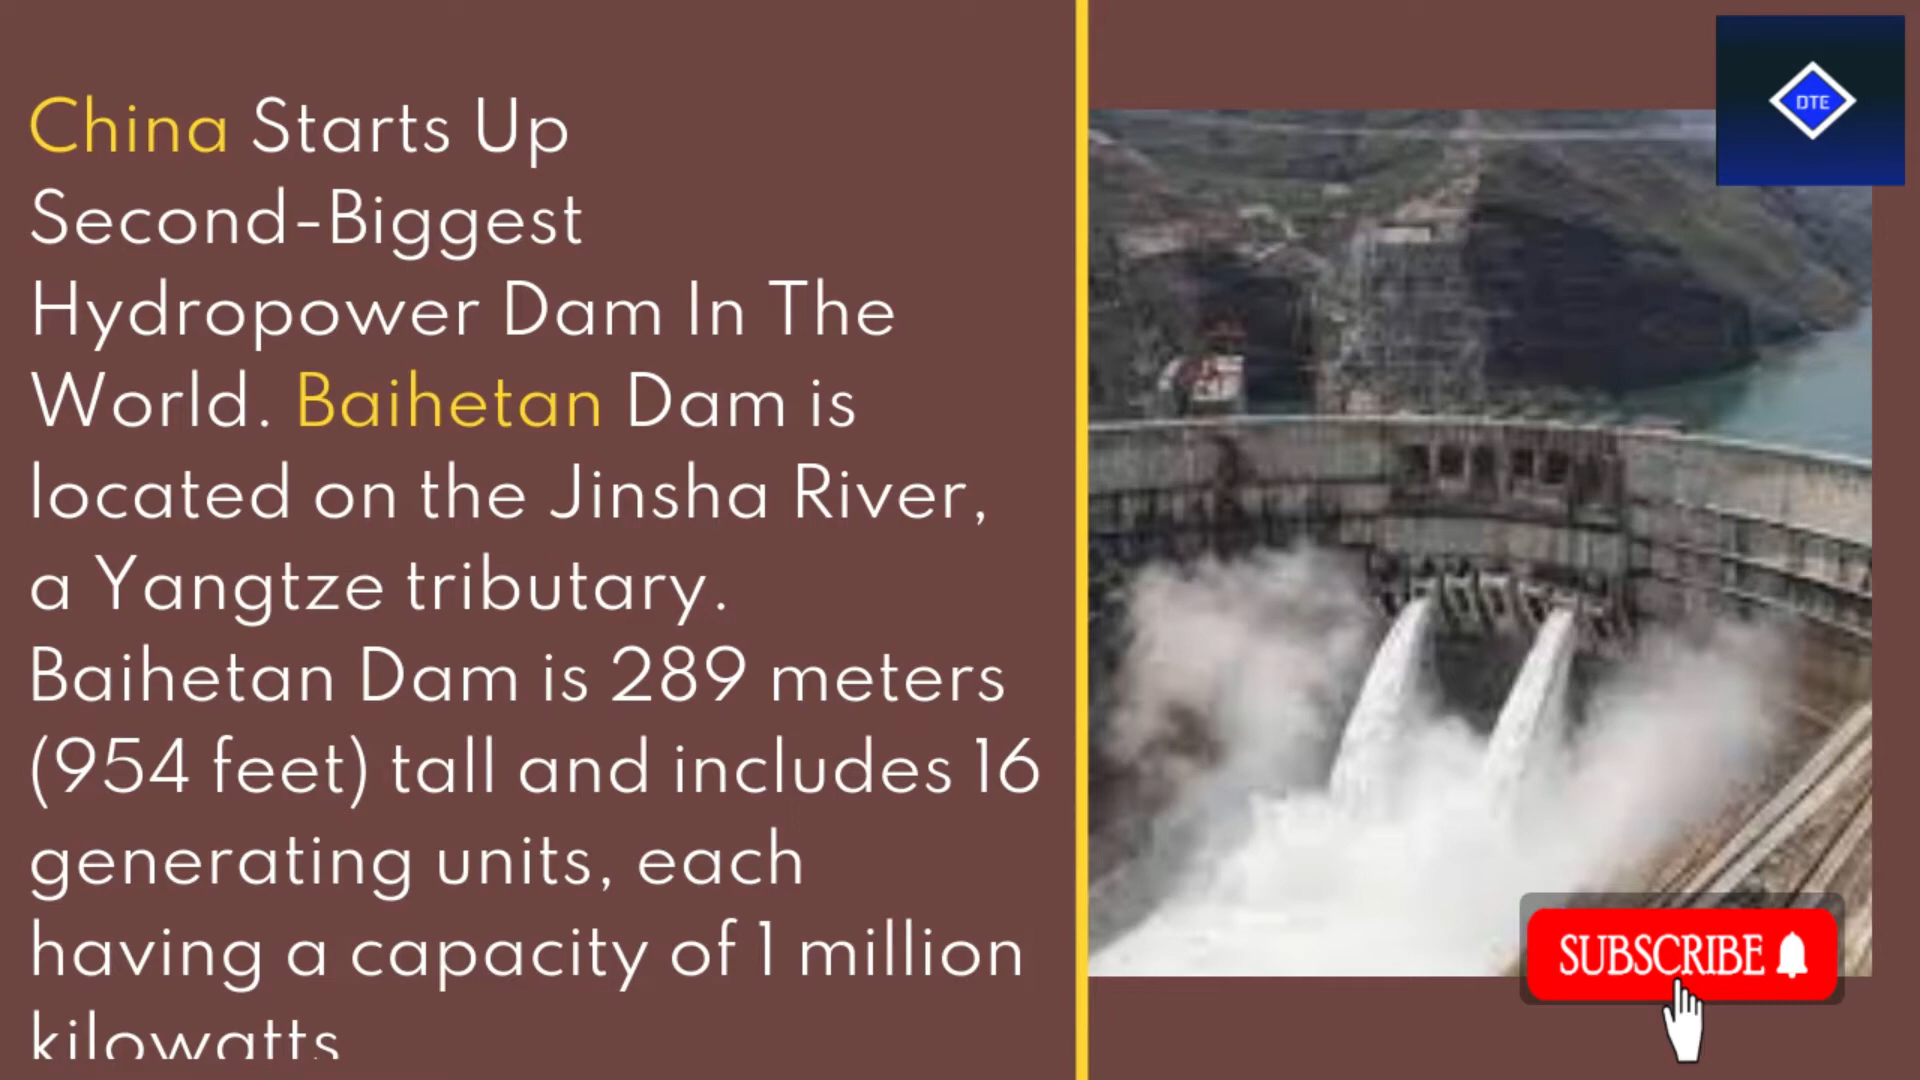 China Starts Up
Second-Biggest
Hydropower Dam In The
World. Baihetan Dam is
located on the Jinsha River,
a Yangtze tributary.
Baihetan Dam is 289 meters
(954 feet) tall and includes 16
generating units, each
having a capacity of 1 million
kilowatts
DTE
SUBSCRIBE